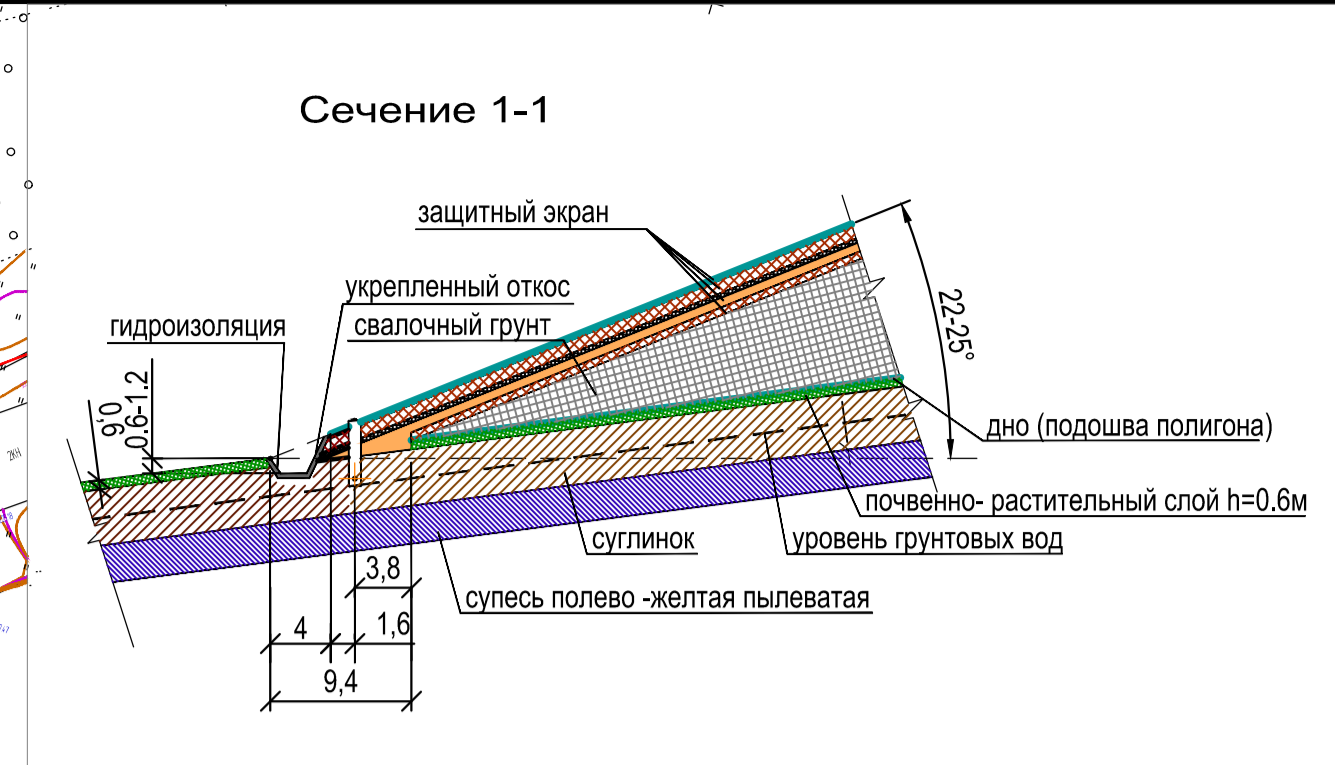 Сечение 1-1
защитный экран
укрепленный откос
свалочный грунт
гидроизоляция
22-25°
0,6
0.6-1.2
дно (подошва полигона)
почвенно- растительный слой h=0.6м
суглинок
уровень грунтовых вод
3,8
супесь полево -желтая пылеватая
4
1,6
9,4